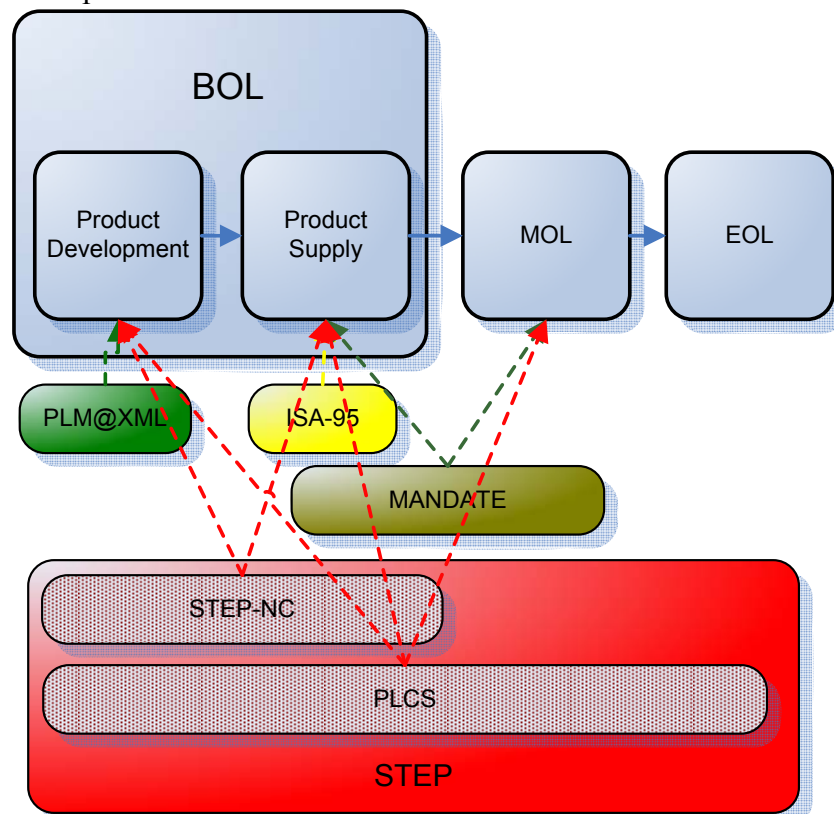 BOL
Product
Development
Product
Supply
MOL
EOL
PLM@XML
ISA-95
MANDATE
STEP-NC
PLCS
STEP